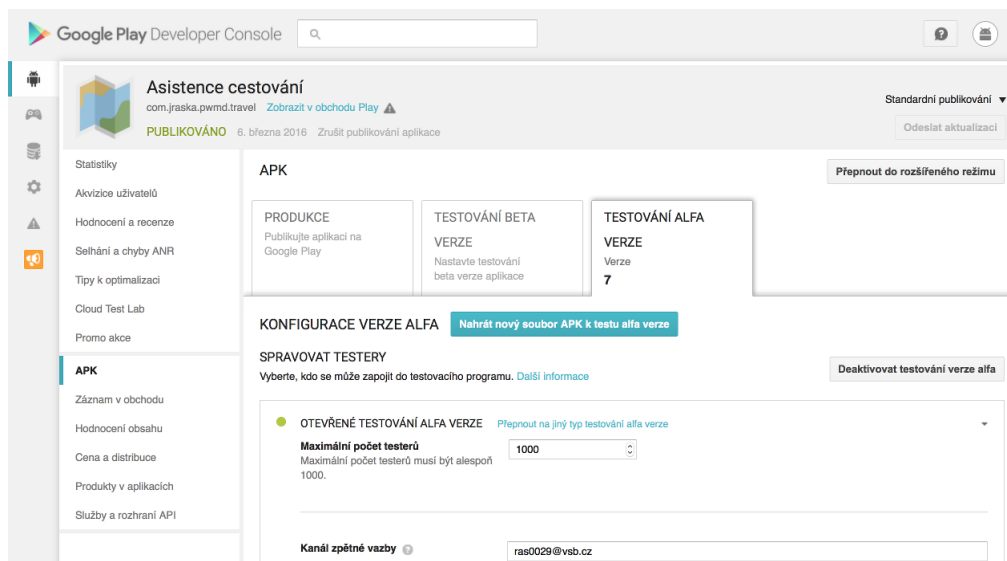 Google Play Developer Console
Asistence cestování
com.jraska.pwmd.travel Zobrazit v obchodu Play
PUBLIKOVÁNO 6. března 2016 Zrušit publikování aplikace
Standardní publikování
Odeslat aktualizaci
Statistiky
Akvizice uživatelů
Hodnocení a recenze
Selhání a chyby ANR
Tipy k optimalizaci
Cloud Test Lab
Promo akce
APK
Záznam v obchodu
Hodnocení obsahu
Cena a distribuce
Produkty v aplikacích
Služby a rozhraní API
APK
Přepnout do rozšířeného režimu
PRODUKCE
Publikujte aplikaci na
Google Play
TESTOVÁNÍ BETA
VERZE
Nastavte testování
beta verze aplikace
TESTOVÁNÍ ALFA
VERZE
Verze
7
KONFIGURACE VERZE ALFA Nahrát nový soubor APK k testu alfa verze
SPRAVOVAT TESTERY
Vyberte, kdo se může zapojit do testovacího programu. Další informace
Deaktivovat testování verze alfa
OTEVŘENÉ TESTOVÁNÍ ALFA VERZE Přepnout na jiný typ testování alfa verze
Maximální počet testerů
Maximální počet testerů musí být alespoň
1000.
1000
Kanál zpětné vazby ?
ras0029@vsb.cz